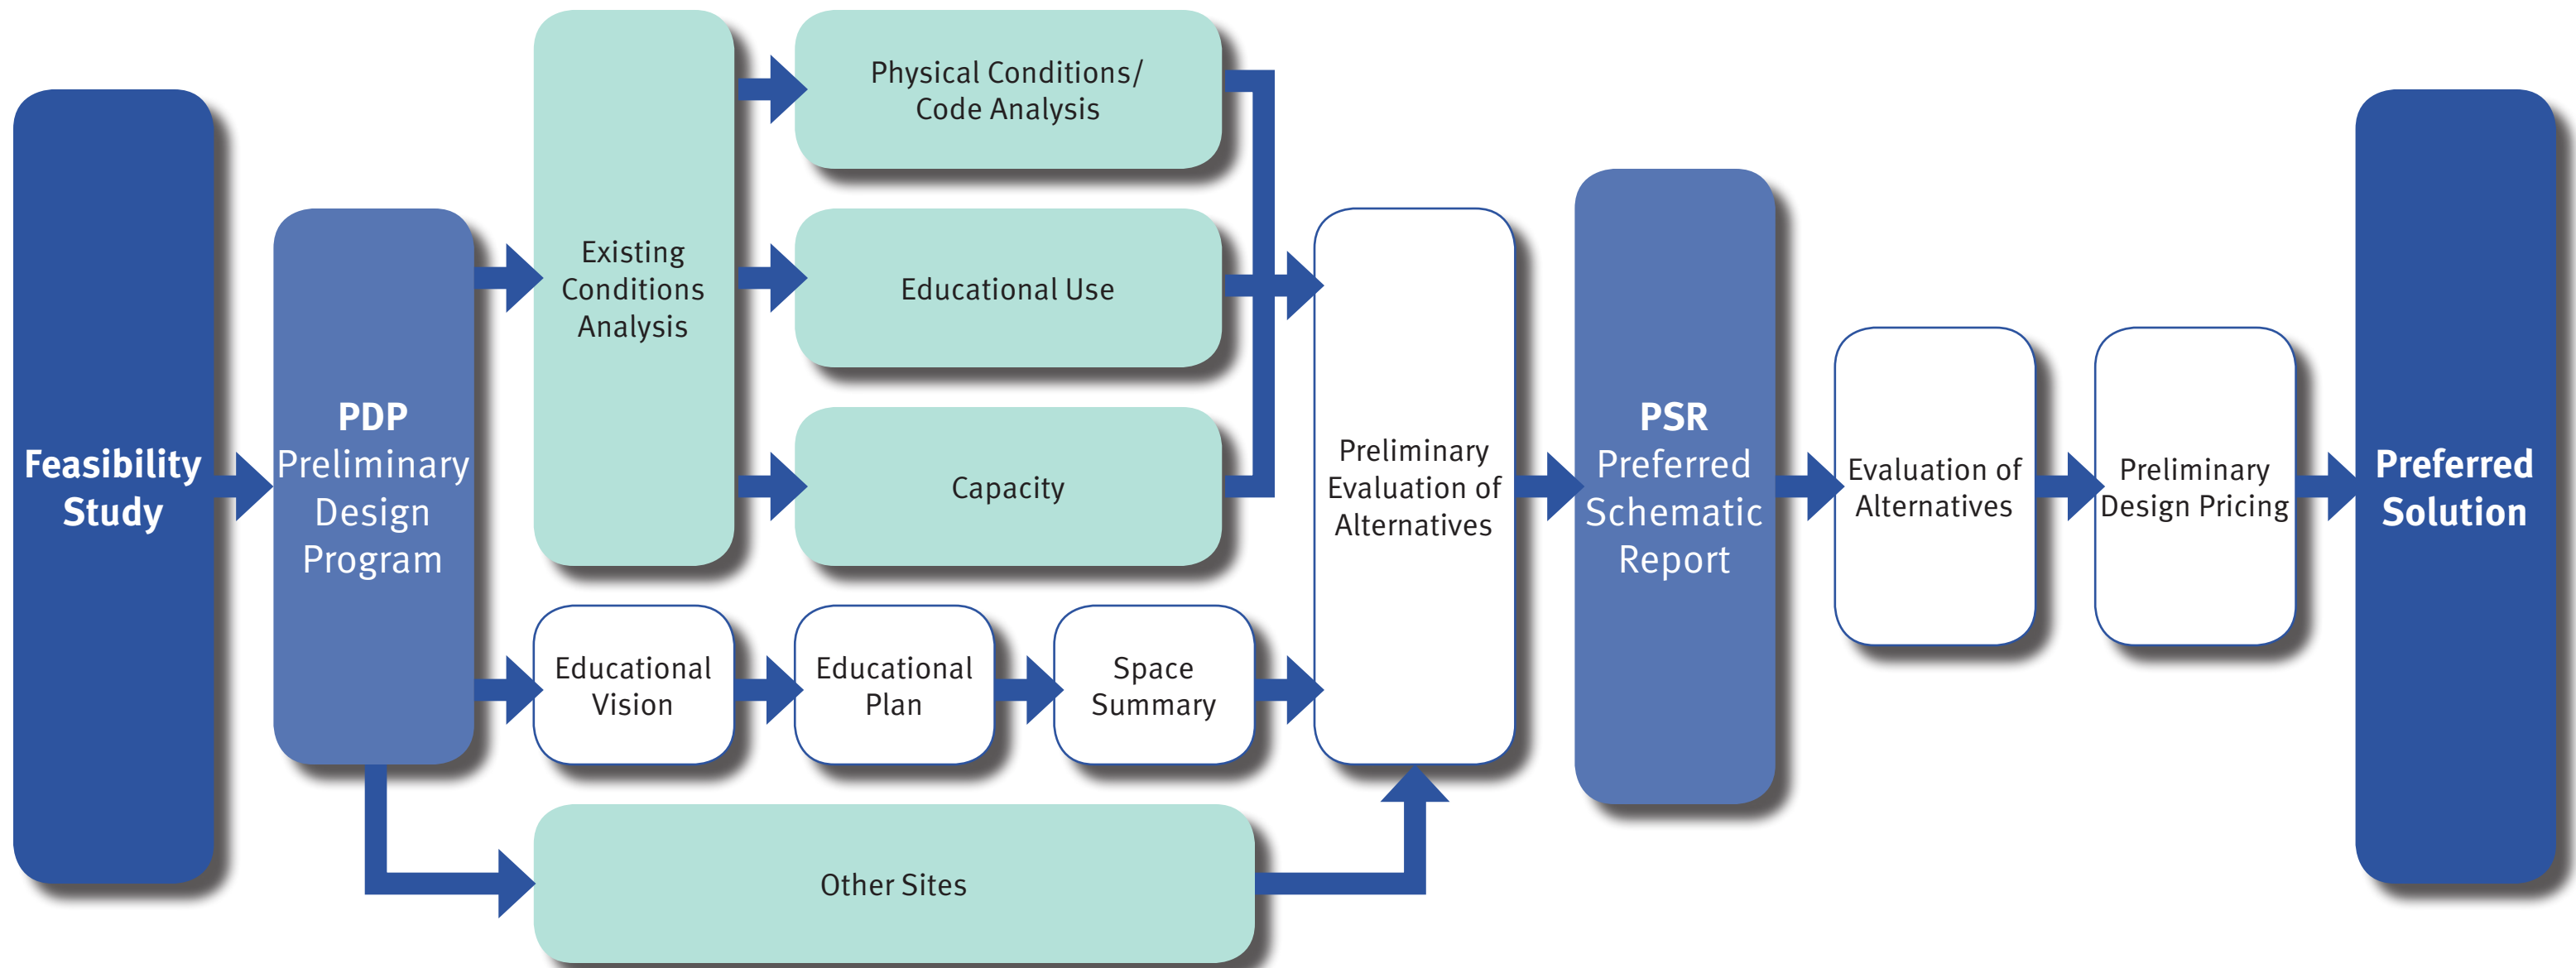 Feasibility
Study
PDP
Preliminary
Design
Program
Existing
Conditions
Analysis
Physical Conditions/
Code Analysis
Educational Use
Capacity
Educational
Vision
Educational
Plan
Space
Summary
Other Sites
Preliminary
Evaluation of
Alternatives
PSR
Preferred
Schematic
Report
Evaluation of
Alternatives
Preliminary
Design Pricing
Preferred
Solution